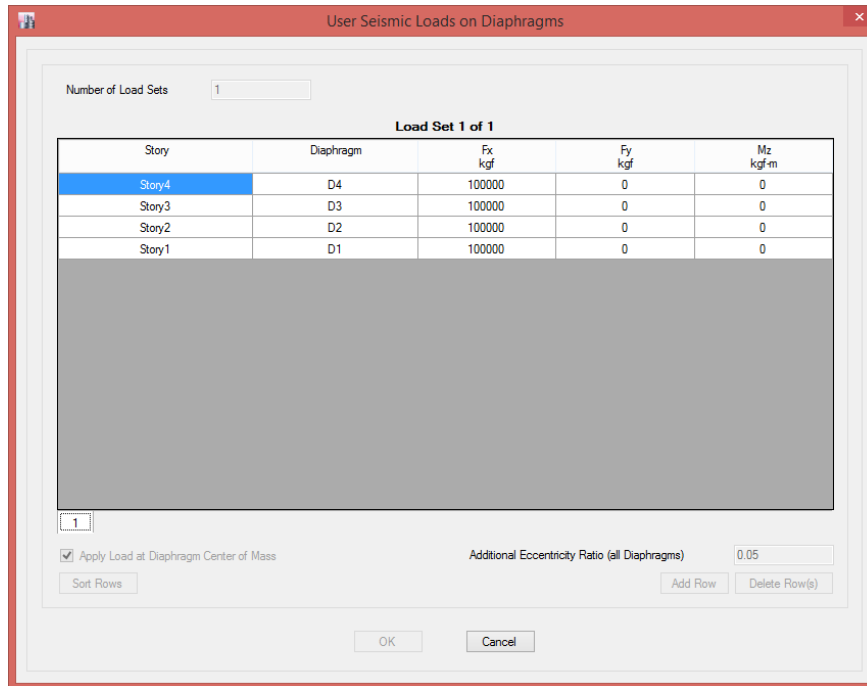 User Seismic Loads on Diaphragms
Number of Load Sets 1
Load Set 1 of 1
Story Diaphragm Fx Fy Mz
kgf kgf kgf-m
Story4 D4 100000 0 0
Story3 D3 100000 0 0
Story2 D2 100000 0 0
Story1 D1 100000 0 0
1
Apply Load at Diaphragm Center of Mass Additional Eccentricity Ratio (all Diaphragms) 0.05
Sort Rows Add Row Delete Row(s)
OK Cancel